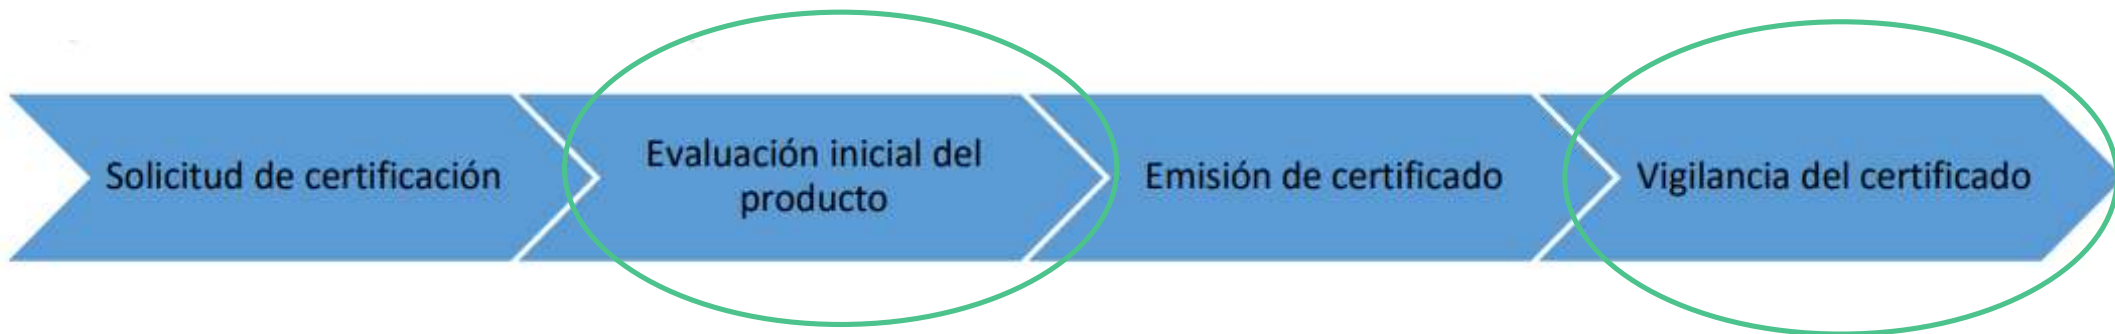 Solicitud de certificación
Evaluación inicial del
producto
Emisión de certificado
Vigilancia del certificado